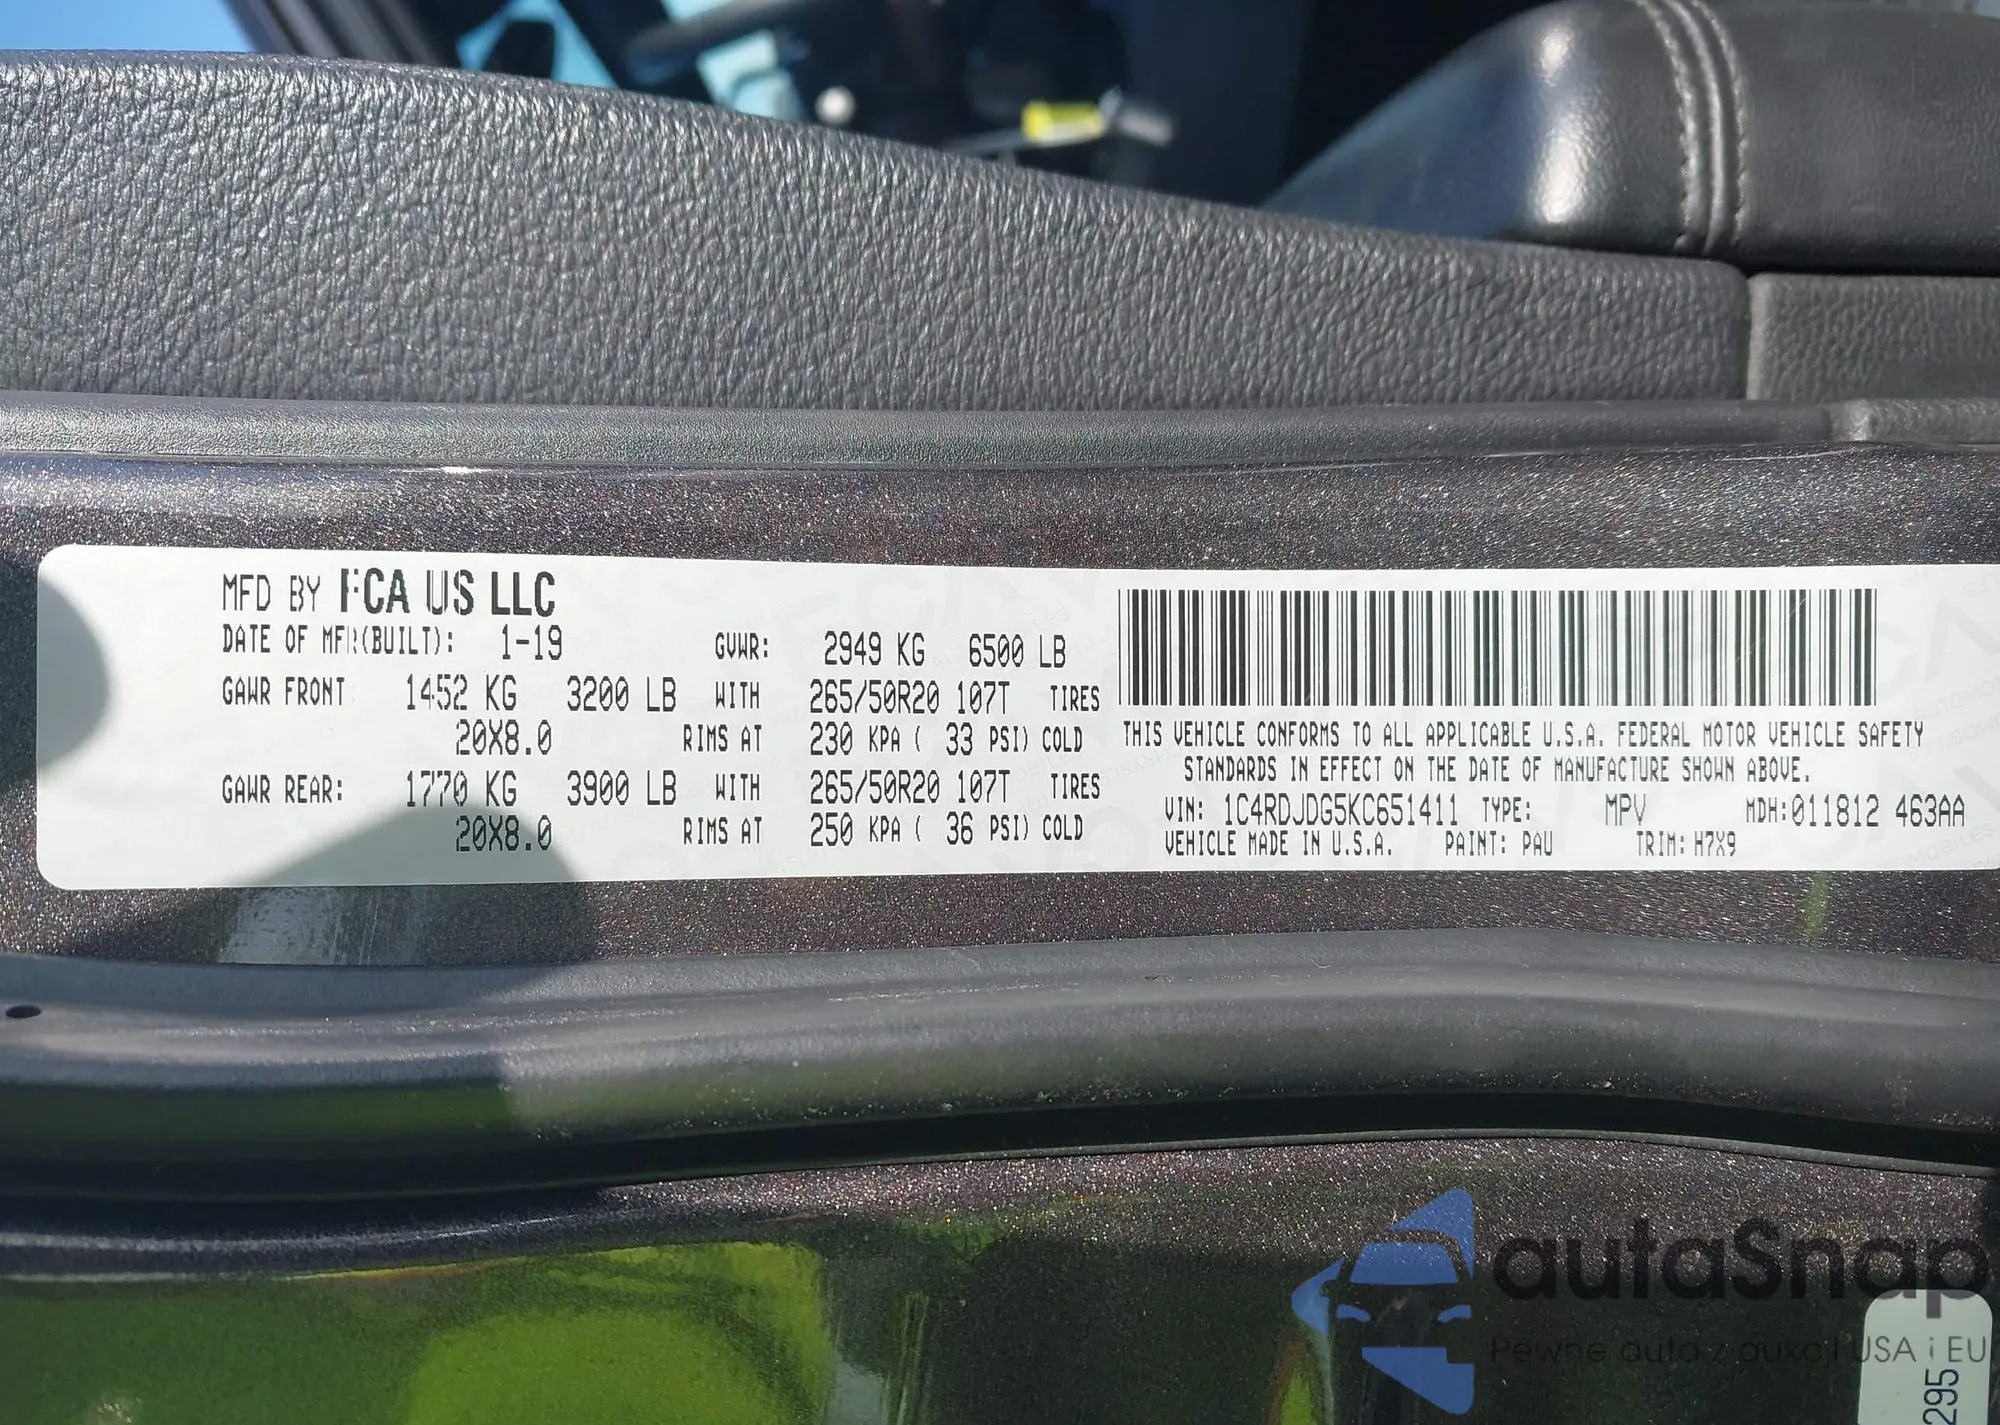 MFD BY FCA US LLC
DATE OF MFR(BUILT): 1-19 GVWR: 2949 KG 6500 LB
GAWR FRONT: 1452 KG 3200 LB WITH 265/50R20 107T TIRES
20X8.0 RIMS AT 230 KPA ( 33 PSI) COLD
GAWR REAR: 1770 KG 3900 LB WITH 265/50R20 107T TIRES
20X8.0 RIMS AT 250 KPA ( 36 PSI) COLD
THIS VEHICLE CONFORMS TO ALL APPLICABLE U.S.A. FEDERAL MOTOR VEHICLE SAFETY
STANDARDS IN EFFECT ON THE DATE OF MANUFACTURE SHOWN ABOVE.
VIN: 1C4RDJDG5KC651411 TYPE: MPV MDH:011812 463AA
VEHICLE MADE IN U.S.A. PAINT: PAU TRIM: H7X9
autaSnap
Pewne auto z aukcji USA i EU
295